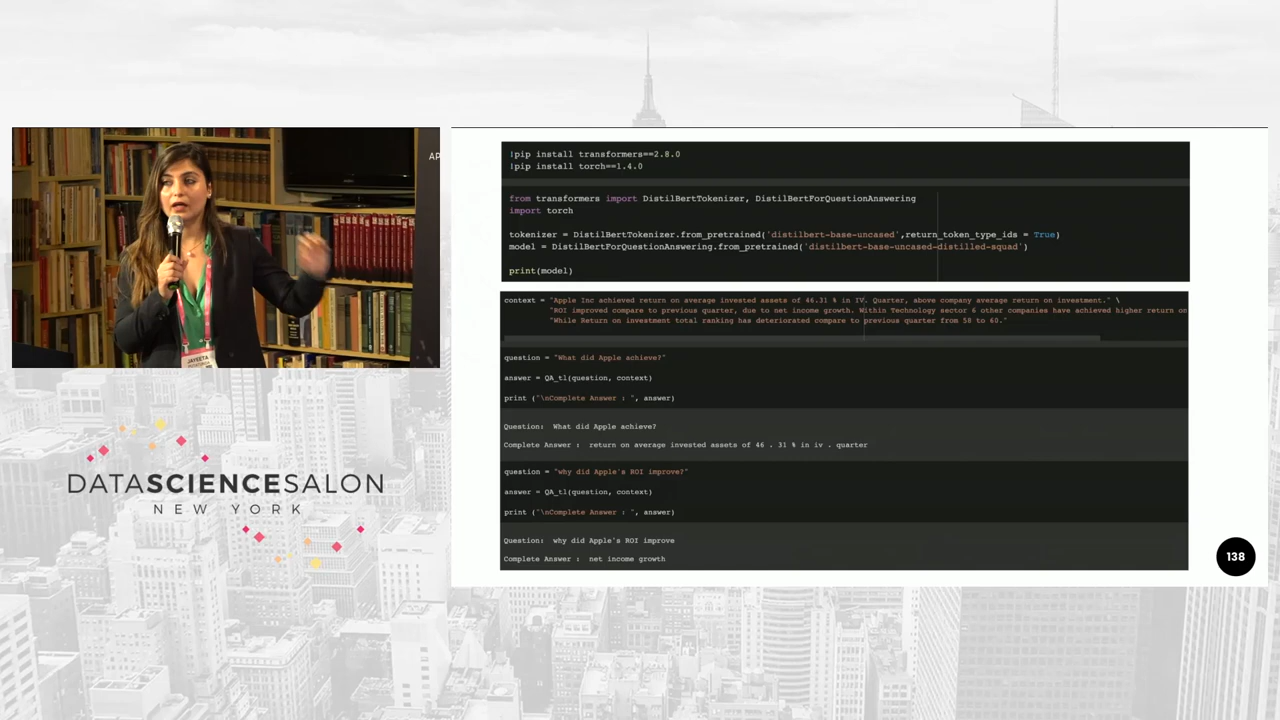 AP
JAYEETA
DATASCIENCESALON
NEW YORK
!pip install transformers==2.8.0
!pip install torch==1.4.0
from transformers import DistilBertTokenizer, DistilBertForQuestionAnswering
import torch
tokenizer = DistilBertTokenizer.from_pretrained('distilbert-base-uncased',return_token_type_ids = True)
model = DistilBertForQuestionAnswering.from_pretrained('distilbert-base-uncased-distilled-squad')
print(model)
context = "Apple Inc achieved return on average invested assets of 46.31 % in IV. Quarter, above company average return on investment." \
"ROI improved compare to previous quarter, due to net income growth. Within Technology sector 6 other companies have achieved higher return on
"While Return on investment total ranking has deteriorated compare to previous quarter from 58 to 60."
question = "What did Apple achieve?"
answer = QA_tl(question, context)
print ("\nComplete Answer : ", answer)
Question: What did Apple achieve?
Complete Answer : return on average invested assets of 46 . 31 % in iv . quarter
question = "why did Apple's ROI improve?"
answer = QA_tl(question, context)
print ("\nComplete Answer : ", answer)
Question: why did Apple's ROI improve
Complete Answer : net income growth
138